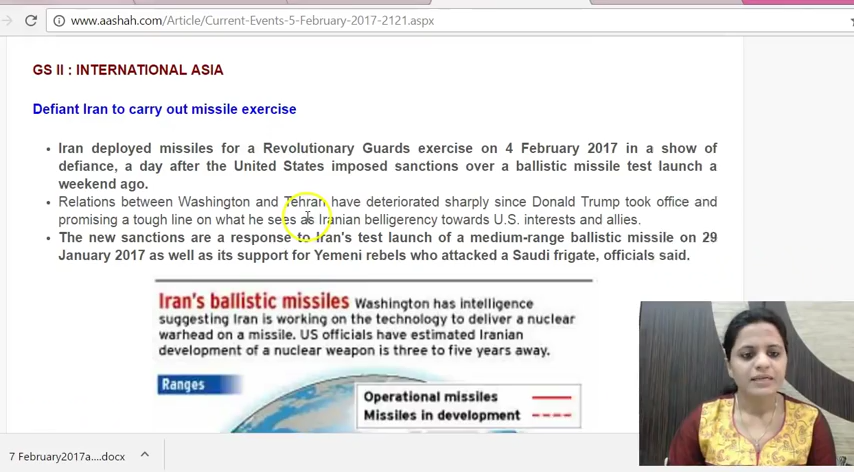 www.aashah.com/Article/Current-Events-5-February-2017-2121.aspx
GS II : INTERNATIONAL ASIA
Defiant Iran to carry out missile exercise
• Iran deployed missiles for a Revolutionary Guards exercise on 4 February 2017 in a show of
defiance, a day after the United States imposed sanctions over a ballistic missile test launch a
weekend ago.
• Relations between Washington and Tehran have deteriorated sharply since Donald Trump took office and
promising a tough line on what he sees as Iranian belligerency towards U.S. interests and allies.
• The new sanctions are a response to Iran's test launch of a medium-range ballistic missile on 29
January 2017 as well as its support for Yemeni rebels who attacked a Saudi frigate, officials said.
Iran's ballistic missiles Washington has intelligence
suggesting Iran is working on the technology to deliver a nuclear
warhead on a missile. US officials have estimated Iranian
development of a nuclear weapon is three to five years away.
Ranges
Operational missiles
Missiles in development
7 February2017a....docx